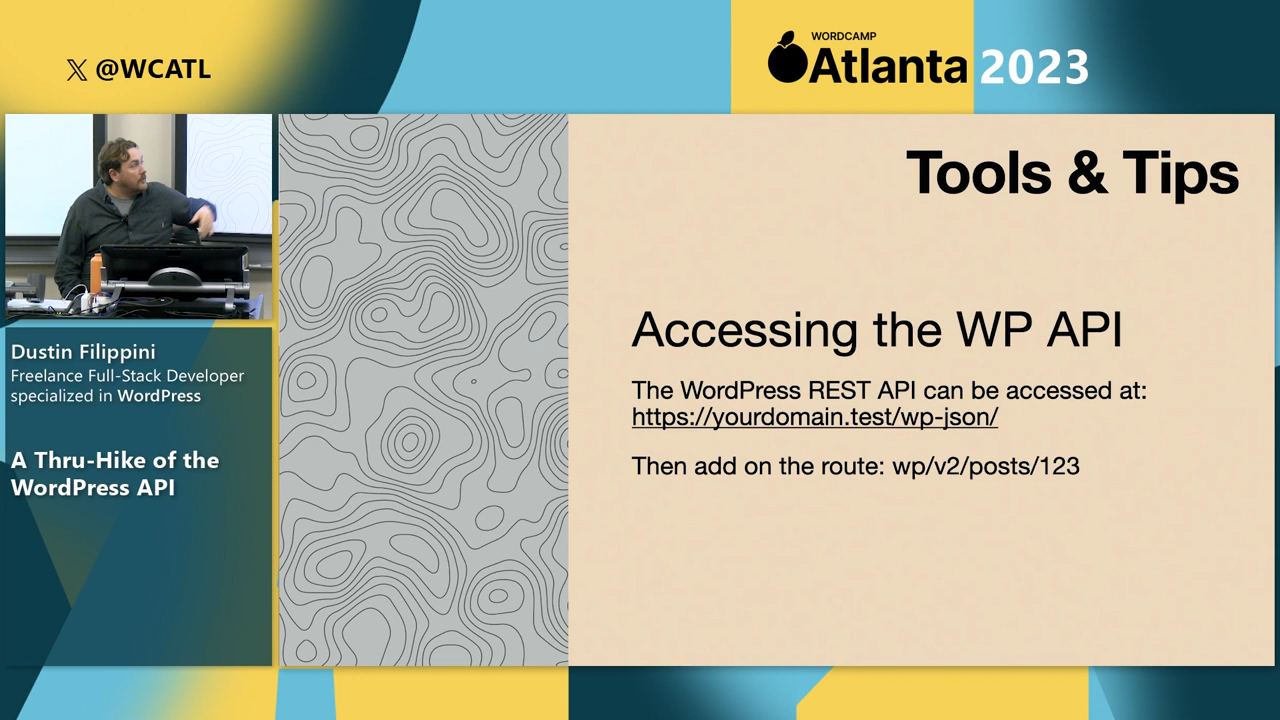 𝕏 @WCATL
WORDCAMP
Atlanta 2023
Dustin Filippini
Freelance Full-Stack Developer
specialized in WordPress
A Thru-Hike of the
WordPress API
Tools & Tips
Accessing the WP API
The WordPress REST API can be accessed at:
https://yourdomain.test/wp-json/
Then add on the route: wp/v2/posts/123